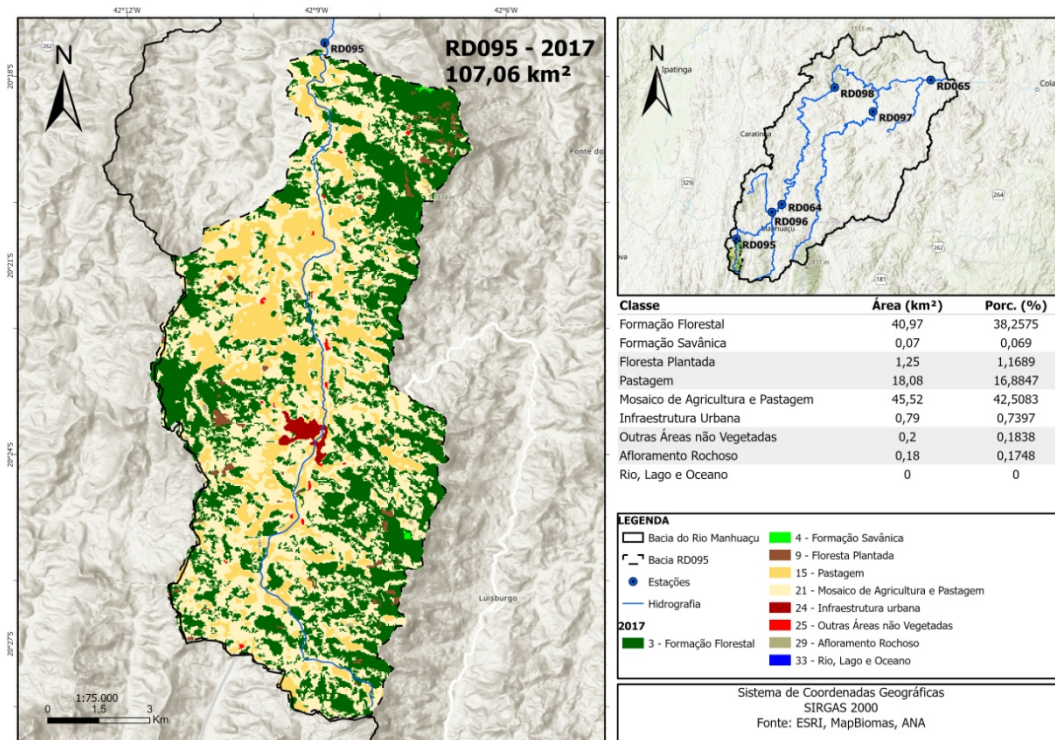 42°12'W 42°9'W 42°6'W
262
N
RD095
RD095 - 2017
107,06 km²
20°18'S
Fonte do
20°21'S
20°24'S
Luisburgo
20°27'S
1:75.000
0 1,5 3
Km
N
Ipatinga
RD098
RD065
Cola
RD097
Caratinga
329
264
RD064
RD096
Manhuaçu
RD095
262
181
Classe Área (km²) Porc. (%)
Formação Florestal 40,97 38,2575
Formação Savânica 0,07 0,069
Floresta Plantada 1,25 1,1689
Pastagem 18,08 16,8847
Mosaico de Agricultura e Pastagem 45,52 42,5083
Infraestrutura Urbana 0,79 0,7397
Outras Áreas não Vegetadas 0,2 0,1838
Afloramento Rochoso 0,18 0,1748
Rio, Lago e Oceano 0 0
LEGENDA
Bacia do Rio Manhuaçu
Bacia RD095
Estações
Hidrografia
2017
3 - Formação Florestal
4 - Formação Savânica
9 - Floresta Plantada
15 - Pastagem
21 - Mosaico de Agricultura e Pastagem
24 - Infraestrutura urbana
25 - Outras Áreas não Vegetadas
29 - Afloramento Rochoso
33 - Rio, Lago e Oceano
Sistema de Coordenadas Geográficas
SIRGAS 2000
Fonte: ESRI, MapBiomas, ANA